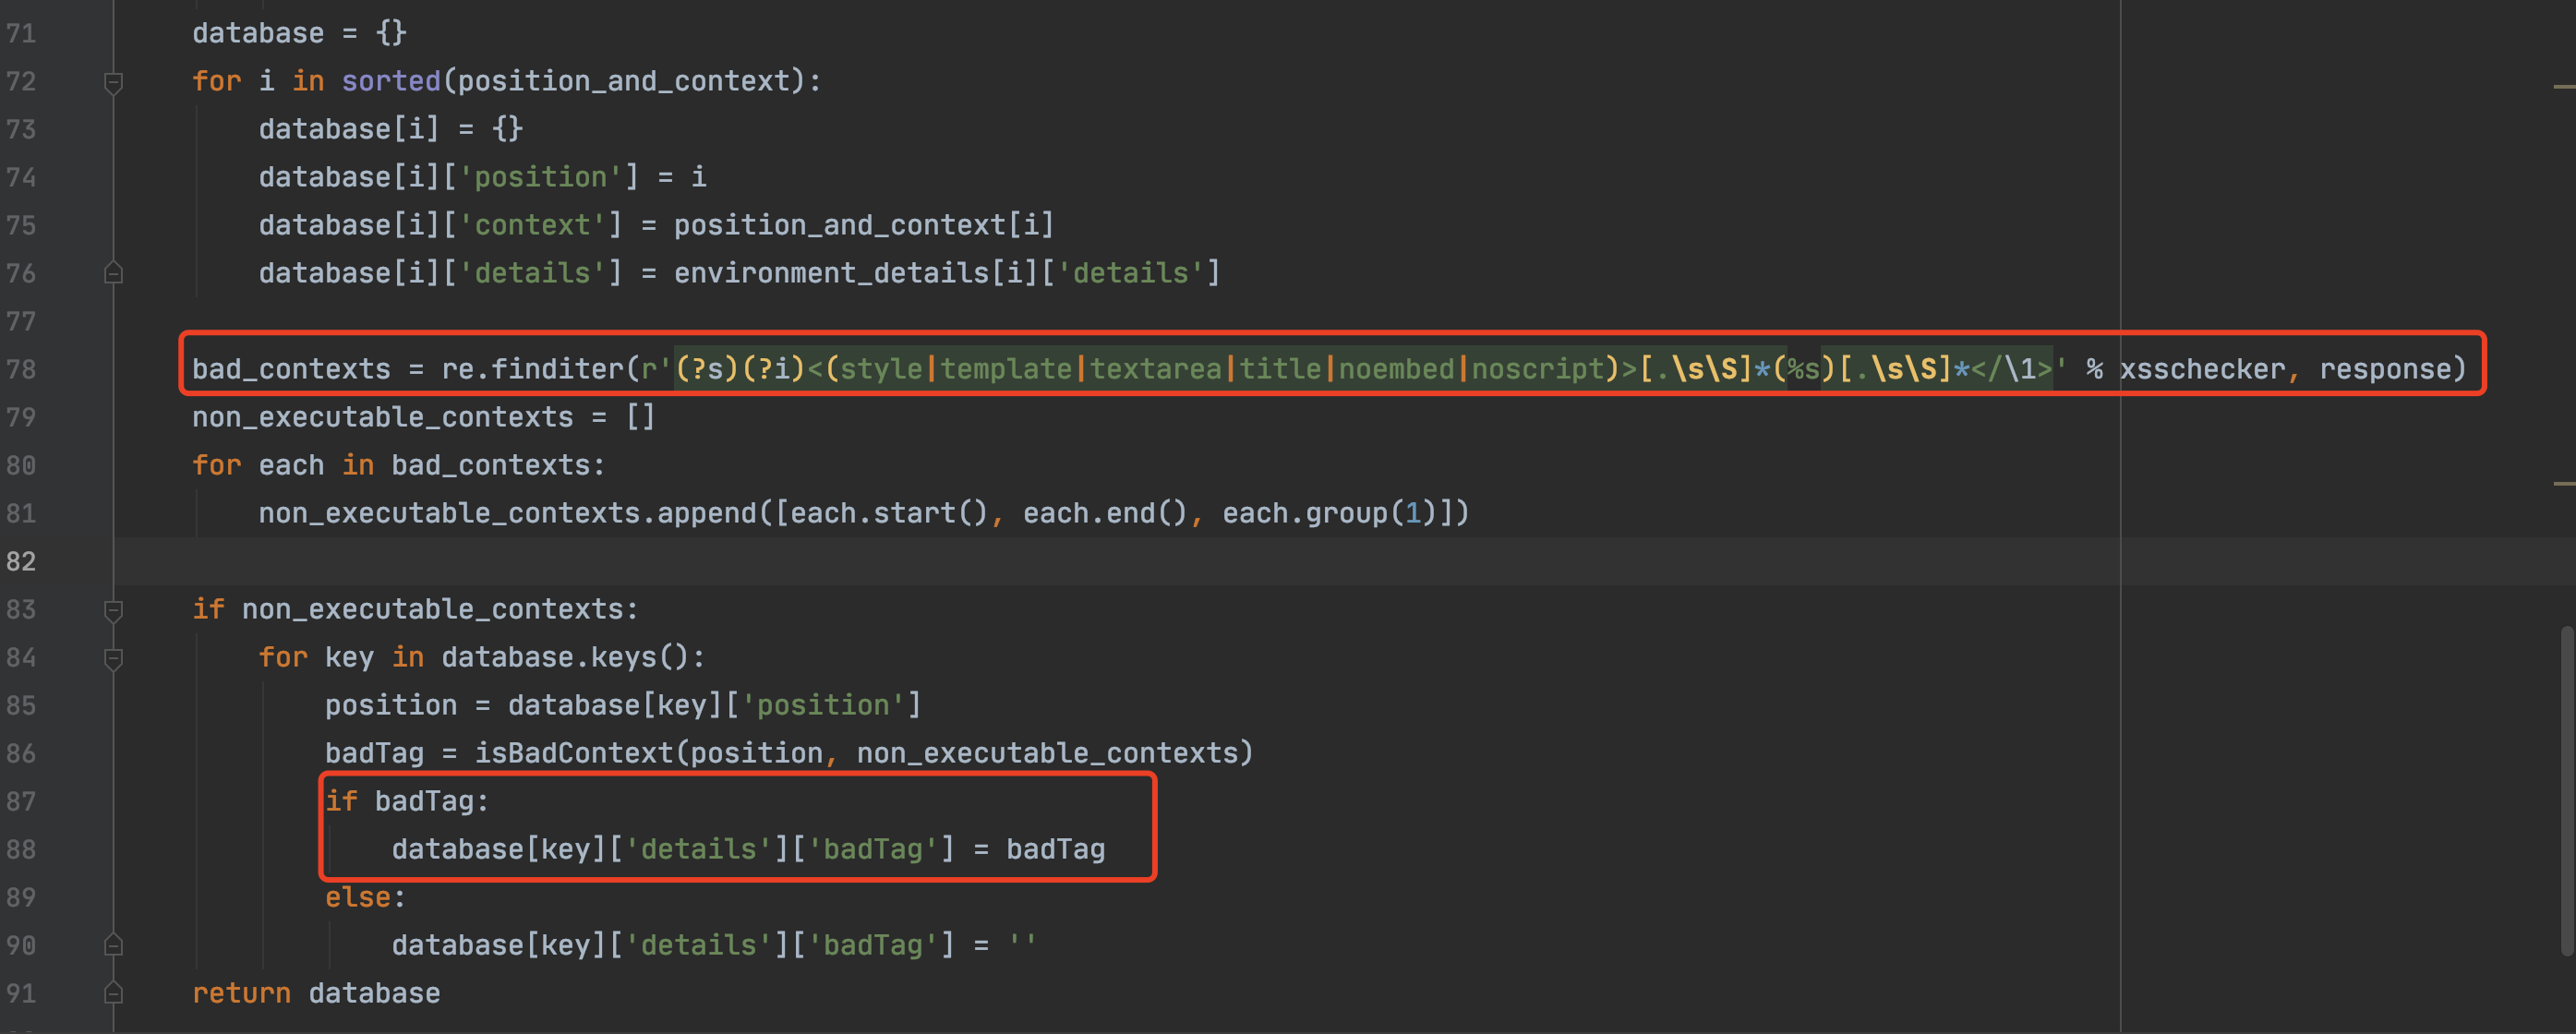 71 database = {}
72 for i in sorted(position_and_context):
73 database[i] = {}
74 database[i]['position'] = i
75 database[i]['context'] = position_and_context[i]
76 database[i]['details'] = environment_details[i]['details']
77
78 bad_contexts = re.finditer(r'(?s)(?i)<(style|template|textarea|title|noembed|noscript)>[.\s\S]*(%s)[.\s\S]*</\1>' % xsschecker, response)
79 non_executable_contexts = []
80 for each in bad_contexts:
81 non_executable_contexts.append([each.start(), each.end(), each.group(1)])
82
83 if non_executable_contexts:
84 for key in database.keys():
85 position = database[key]['position']
86 badTag = isBadContext(position, non_executable_contexts)
87 if badTag:
88 database[key]['details']['badTag'] = badTag
89 else:
90 database[key]['details']['badTag'] = ''
91 return database